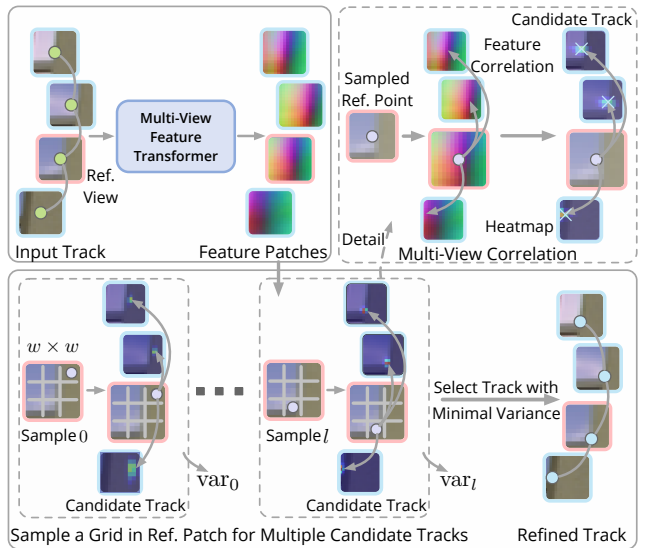 Multi-View
Feature
Transformer
Ref.
View
Input Track
Feature Patches
Candidate Track
Feature
Correlation
Sampled
Ref. Point
Heatmap
Detail
Multi-View Correlation
w × w
Sample 0
var₀
Candidate Track
Sample l
varₗ
Candidate Track
Select Track with
Minimal Variance
Sample a Grid in Ref. Patch for Multiple Candidate Tracks
Refined Track